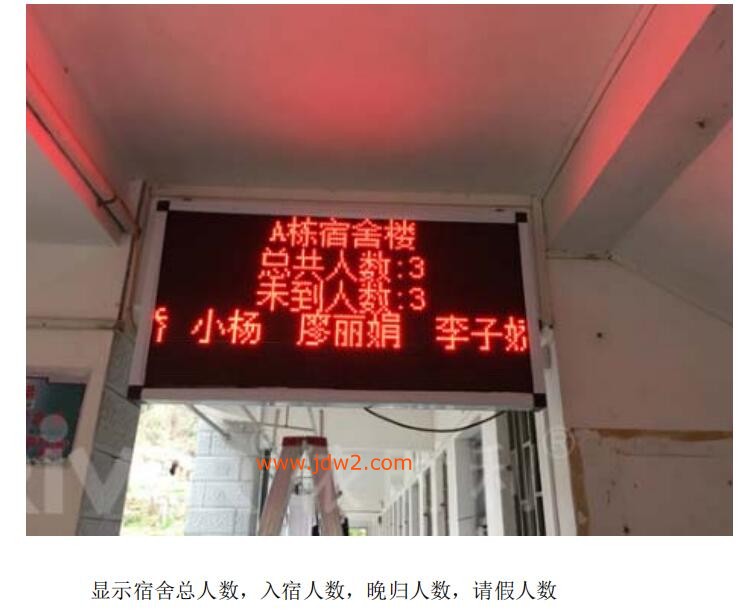 A栋宿舍楼
总共人数:3
未到人数:3
小杨 廖丽娟 李子娇
www.jdw2.com
显示宿舍总人数，入宿人数，晚归人数，请假人数